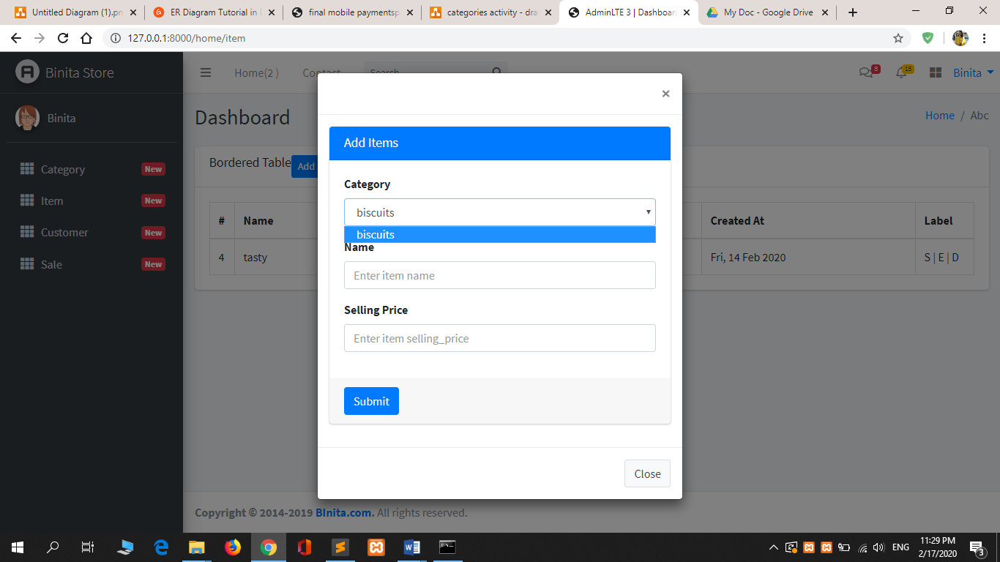 Untitled Diagram (1).pn
ER Diagram Tutorial in
final mobile paymentsp
categories activity - dra
AdminLTE 3 | Dashboar
My Doc - Google Drive
127.0.0.1:8000/home/item
Binita Store
Home(2 )
Contact
Search
3
15
Binita
Binita
Dashboard
Home / Abc
Category New
Item New
Customer New
Sale New
Bordered Table Add
# Name Created At Label
4 tasty Fri, 14 Feb 2020 S | E | D
×
Add Items
Category
biscuits
biscuits
Name
Enter item name
Selling Price
Enter item selling_price
Submit
Close
Copyright © 2014-2019 BInita.com. All rights reserved.
ENG
11:29 PM
2/17/2020
3